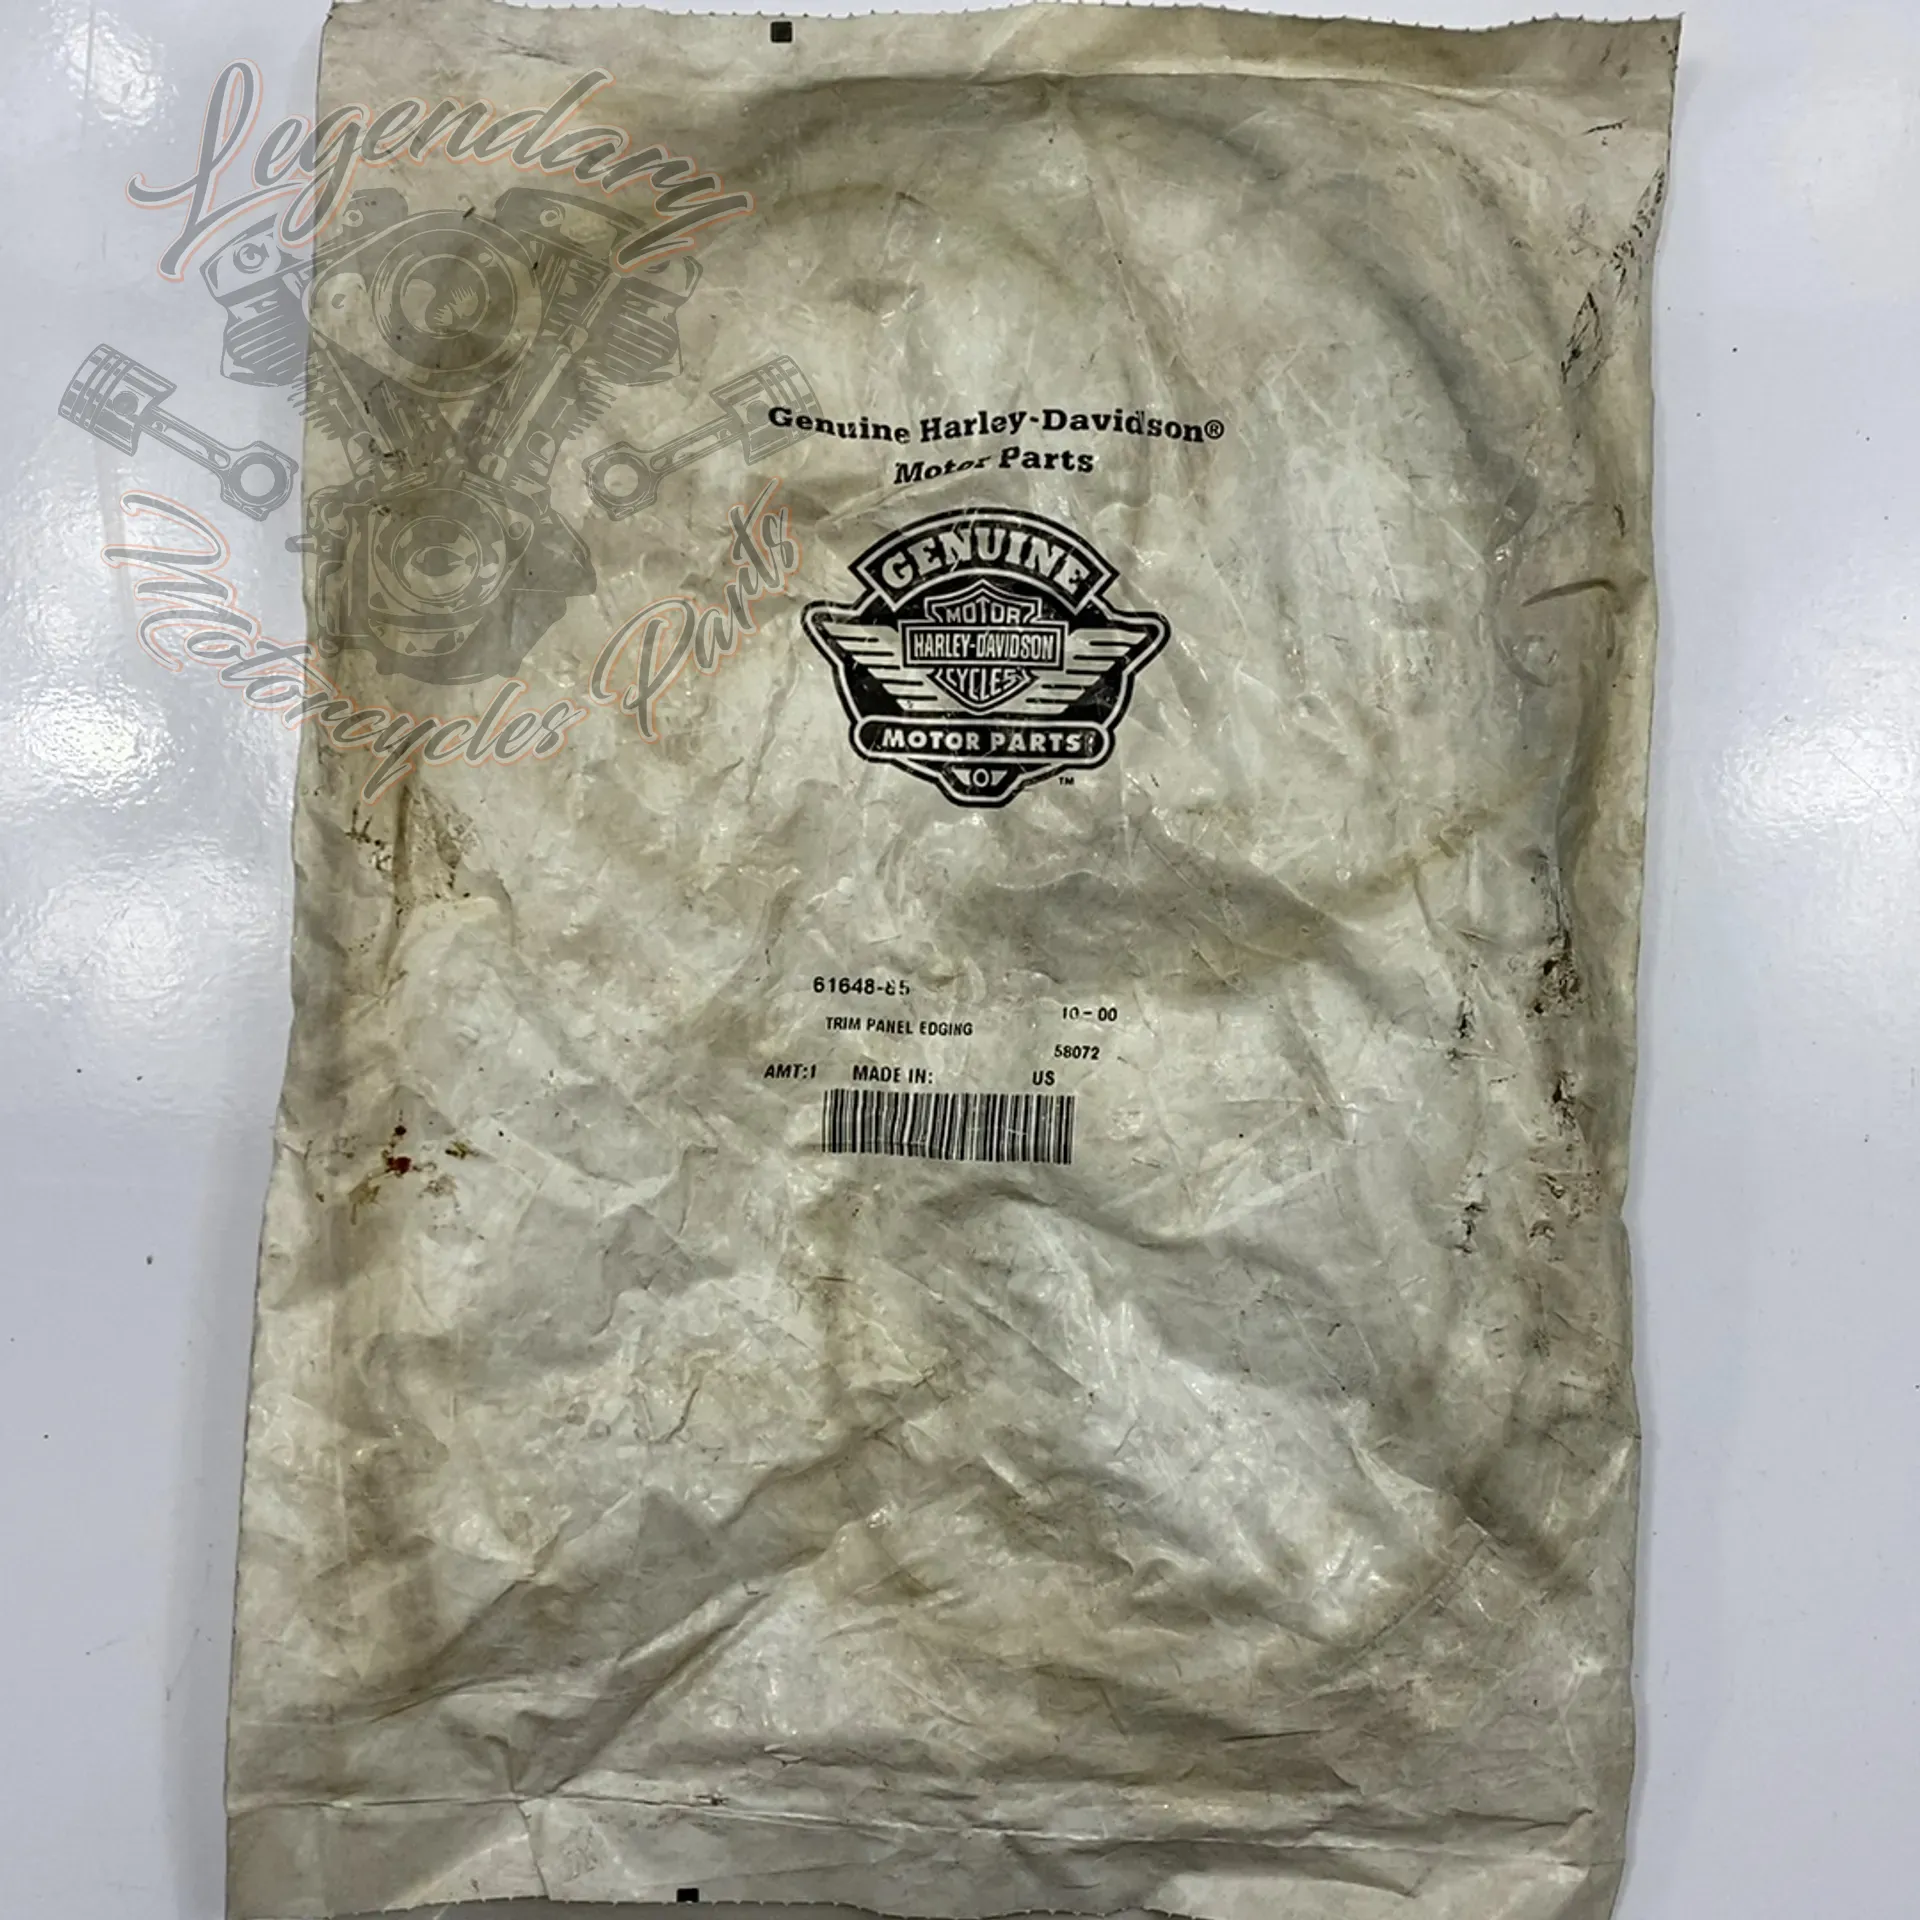 Legendary
Motorcycles Parts
Genuine Harley-Davidson®
Motor Parts
GENUINE
MOTOR
HARLEY-DAVIDSON
CYCLES
MOTOR PARTS
TM
61648-85
10-00
TRIM PANEL EDGING
58072
AMT:1 MADE IN: US